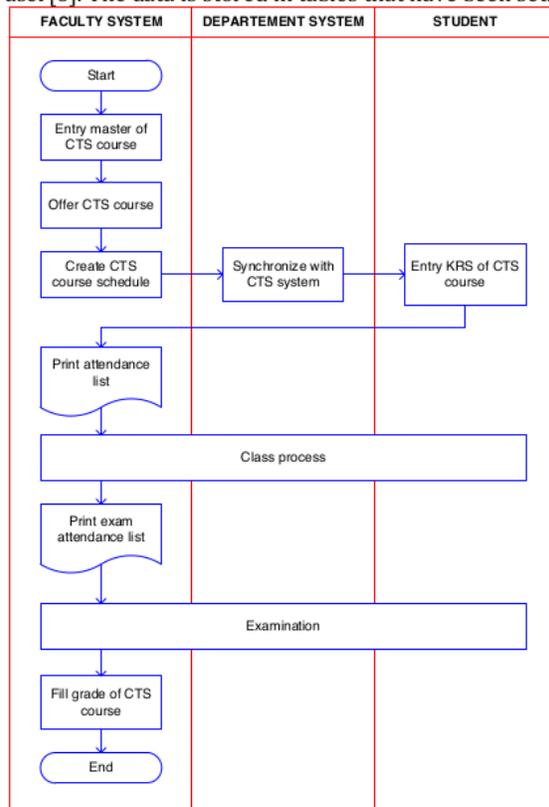 FACULTY SYSTEM
DEPARTEMENT SYSTEM
STUDENT
Start
Entry master of
CTS course
Offer CTS course
Create CTS
course schedule
Synchronize with
CTS system
Entry KRS of CTS
course
Print attendance
list
Class process
Print exam
attendance list
Examination
Fill grade of CTS
course
End